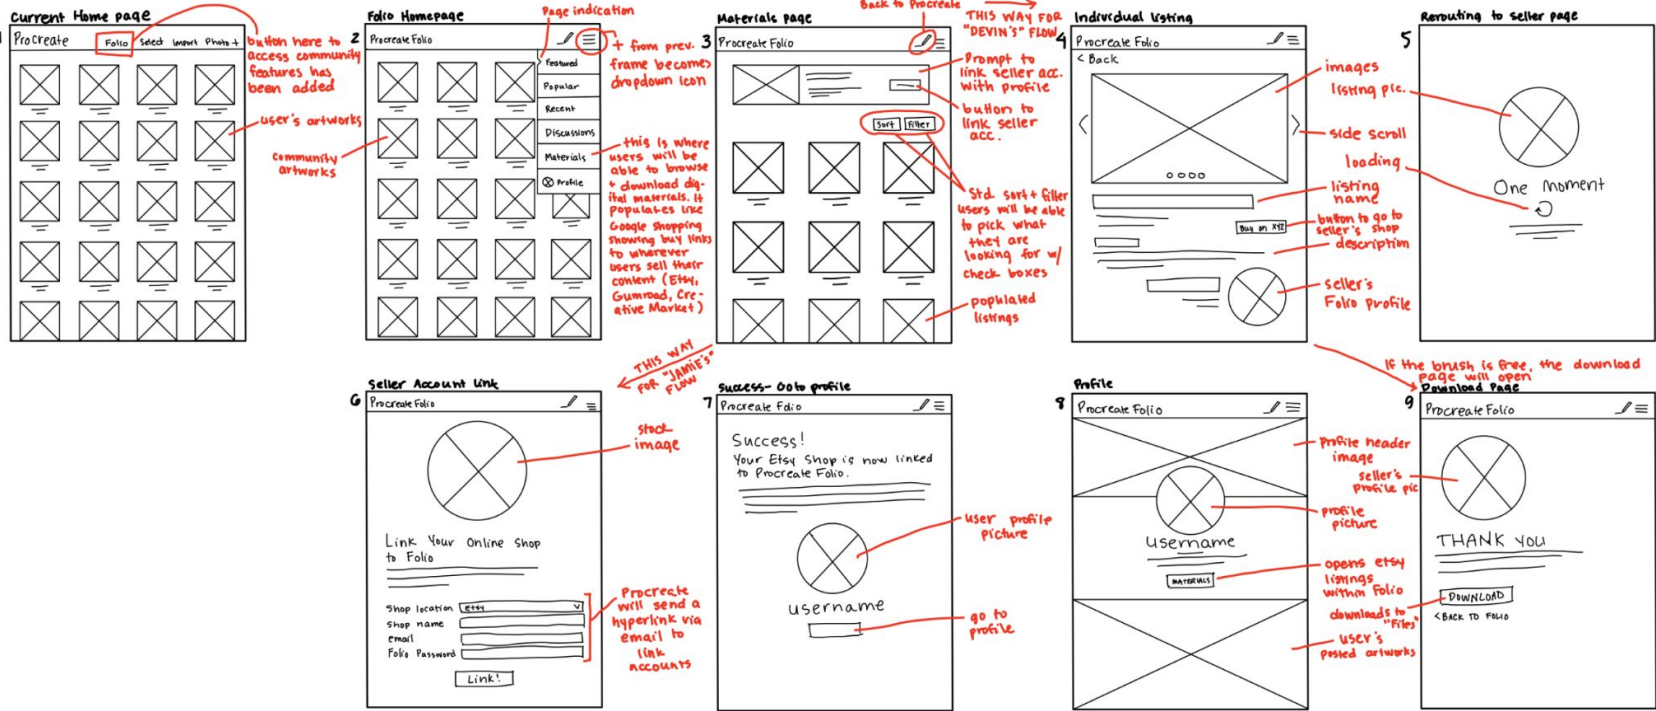 Current Home page
1
Procreate
Folio
Select
Import
Photo
+
button here to
access community
features has
been added
user's artworks
Folio Homepage
Page indication
2
Procreate Folio
+ from prev.
frame becomes
dropdown icon
Featured
Popular
Recent
Discussions
Materials
Profile
community
artworks
this is where
users will be
able to browse
+ download dig-
ital materials. It
populates like
Google shopping
showing buy links
to wherever
users sell their
content (Etsy,
Gumroad, Cre-
ative Market)
Materials page
Back to Procreate
THIS WAY FOR
"DEVIN'S" FLOW
3
Procreate Folio
Prompt to
link seller acc.
with profile
button to
link seller
acc.
Sort
Filter
Std. sort + filler
users will be able
to pick what
they are
looking for w/
check boxes
populated
listings
Individual listing
4
Procreate Folio
< Back
images
listing pic.
side scroll
loading
listing
name
Buy on XYZ
button to go to
seller's shop
description
seller's
Folio profile
Rerouting to seller page
5
One Moment
THIS WAY
FOR "JAMIE'S"
FLOW
If the brush is free, the download
page will open
Seller Account link
6
Procreate Folio
stock
image
Link Your Online Shop
to Folio
Shop location
Etsy
Shop name
email
Folio Password
Link!
Procreate
will send a
hyperlink via
email to
link
accounts
Success- Goto profile
7
Procreate Folio
Success!
Your Etsy Shop is now linked
to Procreate Folio.
user profile
picture
username
go to
profile
Profile
8
Procreate Folio
Profile header
image
profile
picture
username
MATERIALS
opens etsy
listings
within Folio
user's
posted artworks
Download Page
9
Procreate Folio
seller's
profile pic
THANK YOU
DOWNLOAD
downloads to
"Files"
< BACK TO FOLIO